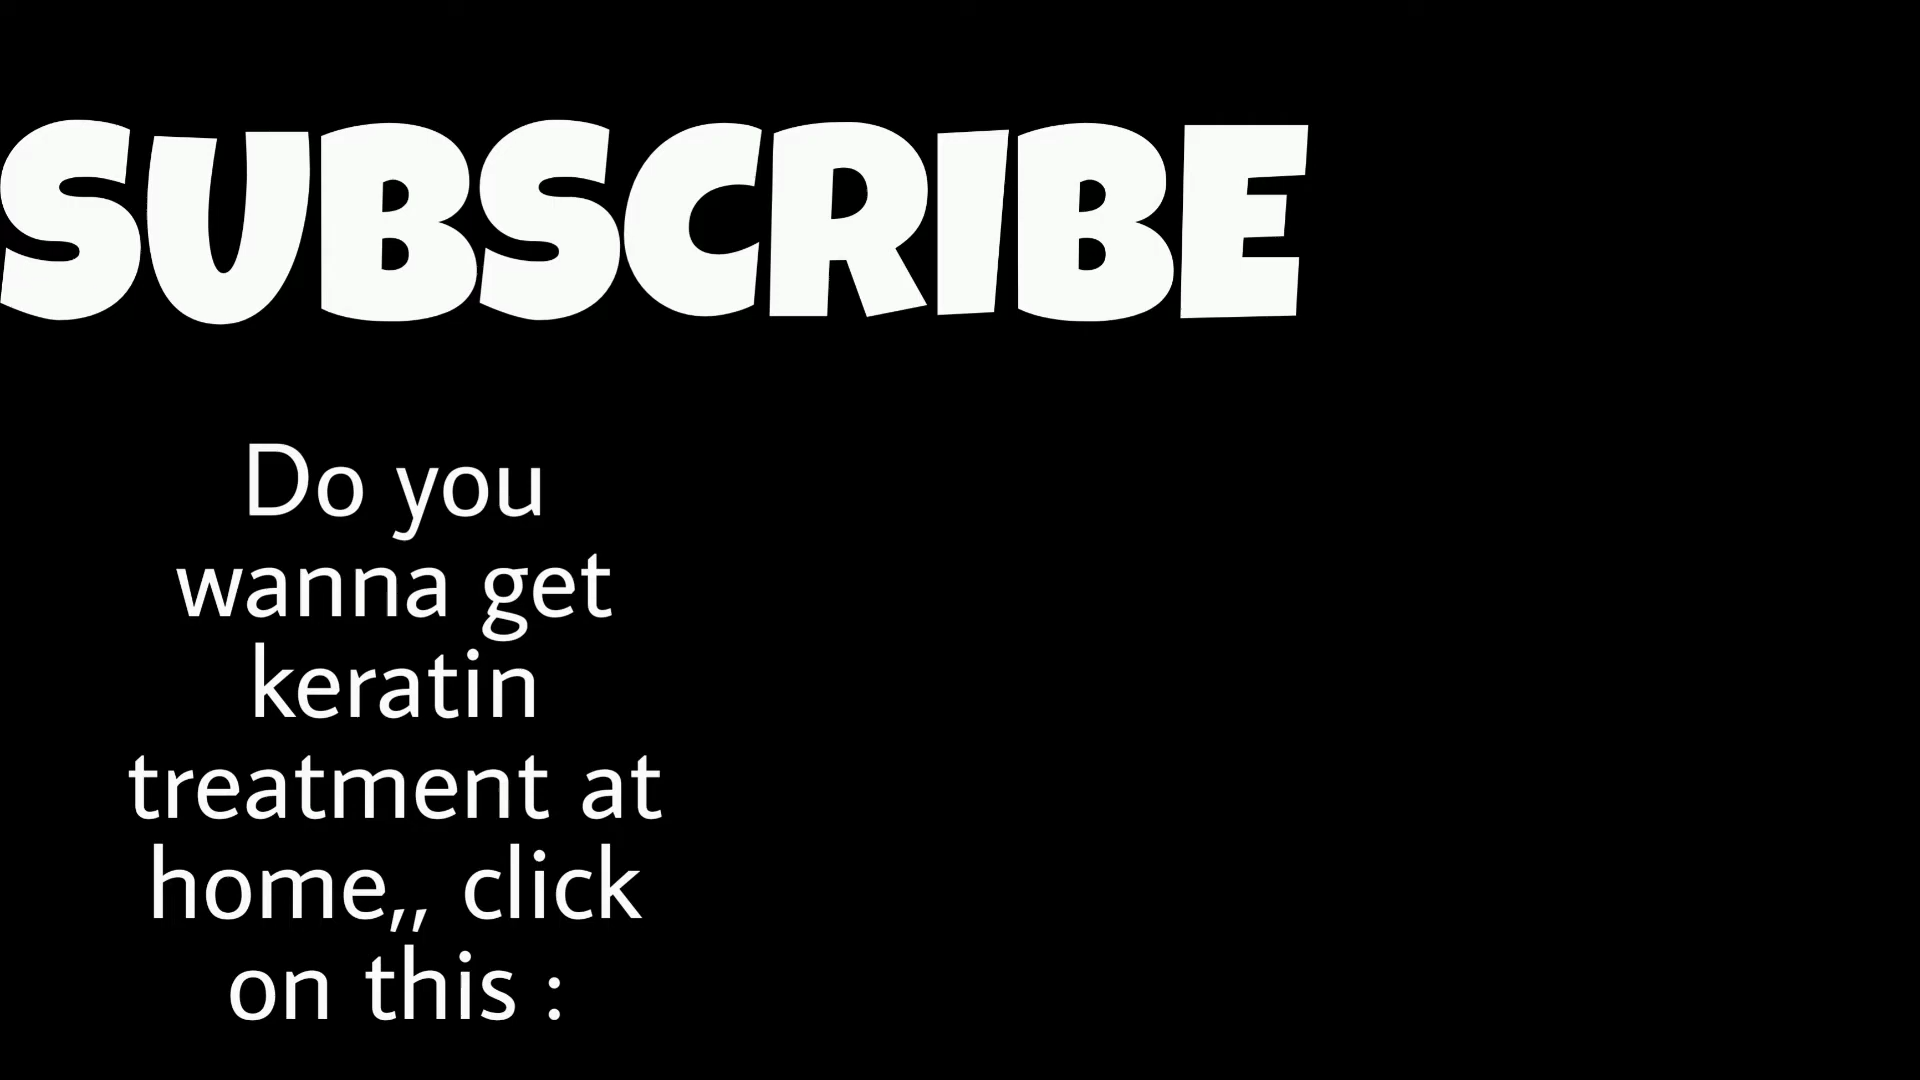 SUBSCRIBE
Do you
wanna get
keratin
treatment at
home,, click
on this :